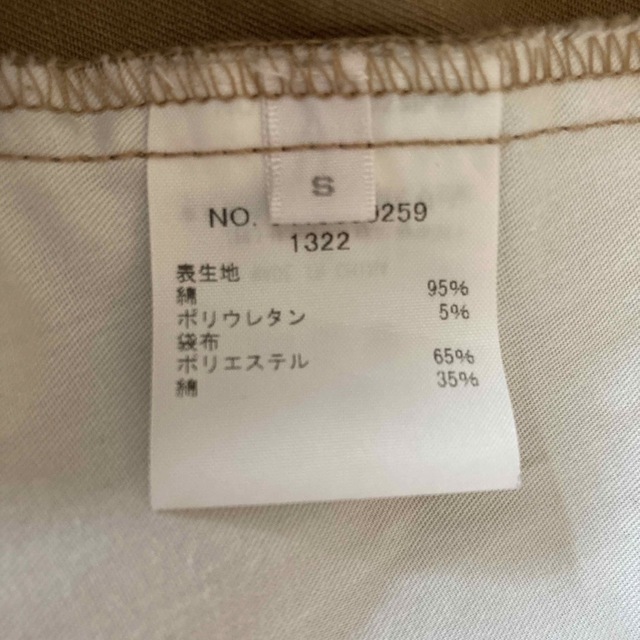 S
NO. 0259
1322
表生地
綿 95%
ポリウレタン 5%
袋布
ポリエステル 65%
綿 35%